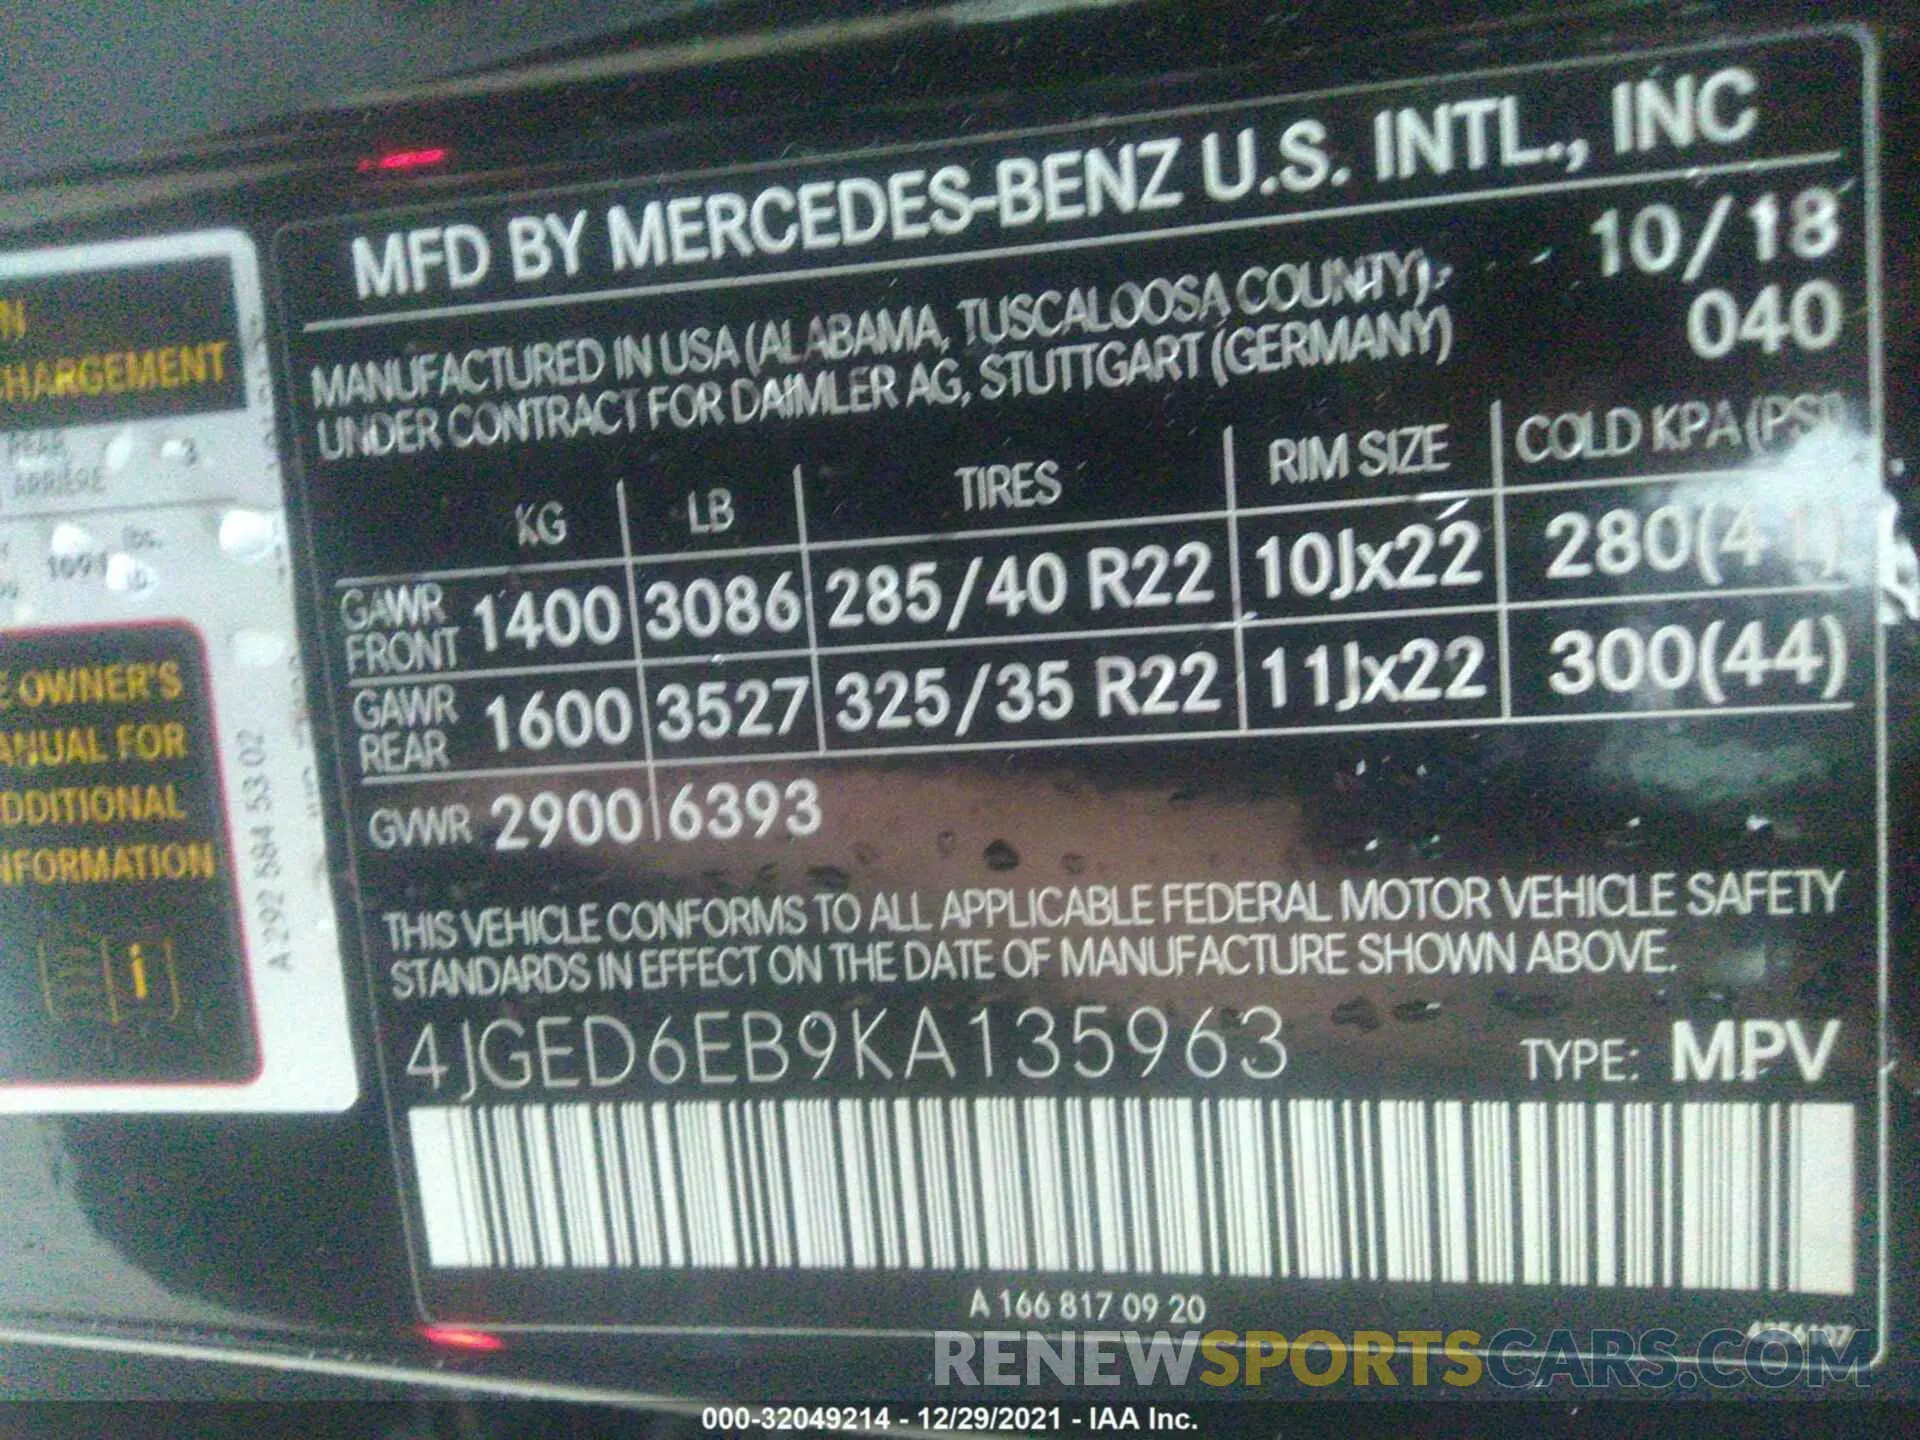 MFD BY MERCEDES-BENZ U.S. INTL., INC
MANUFACTURED IN USA (ALABAMA, TUSCALOOSA COUNTY), 10/18
UNDER CONTRACT FOR DAIMLER AG, STUTTGART (GERMANY) 040
KG LB TIRES RIM SIZE COLD KPA (PSI)
GAWR FRONT 1400 3086 285/40 R22 10Jx22 280(41)
GAWR REAR 1600 3527 325/35 R22 11Jx22 300(44)
GVWR 2900 6393
THIS VEHICLE CONFORMS TO ALL APPLICABLE FEDERAL MOTOR VEHICLE SAFETY
STANDARDS IN EFFECT ON THE DATE OF MANUFACTURE SHOWN ABOVE.
4JGED6EB9KA135963 TYPE: MPV
A 166 817 09 20
CHARGEMENT
REAR 3
ARRIÈRE
lbs.
OWNER'S
FOR
A 292 584 53 02
i
RENEWSPORTSCARS.COM
000-32049214 - 12/29/2021 - IAA Inc.